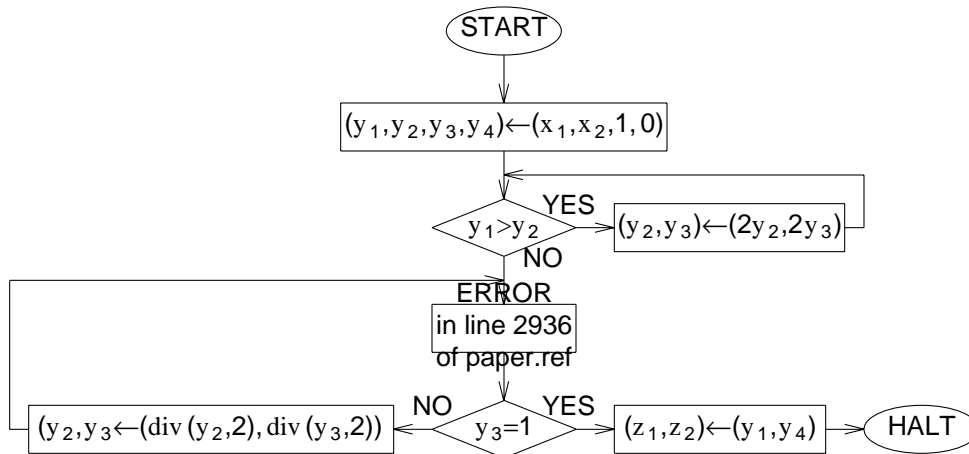 START
(y₁,y₂,y₃,y₄)←(x₁,x₂,1,0)
YES
y₁>y₂
(y₂,y₃)←(2y₂,2y₃)
NO
ERROR
in line 2936
of paper.ref
NO
YES
(y₂,y₃←(div(y₂,2),div(y₃,2))
y₃=1
(z₁,z₂)←(y₁,y₄)
HALT